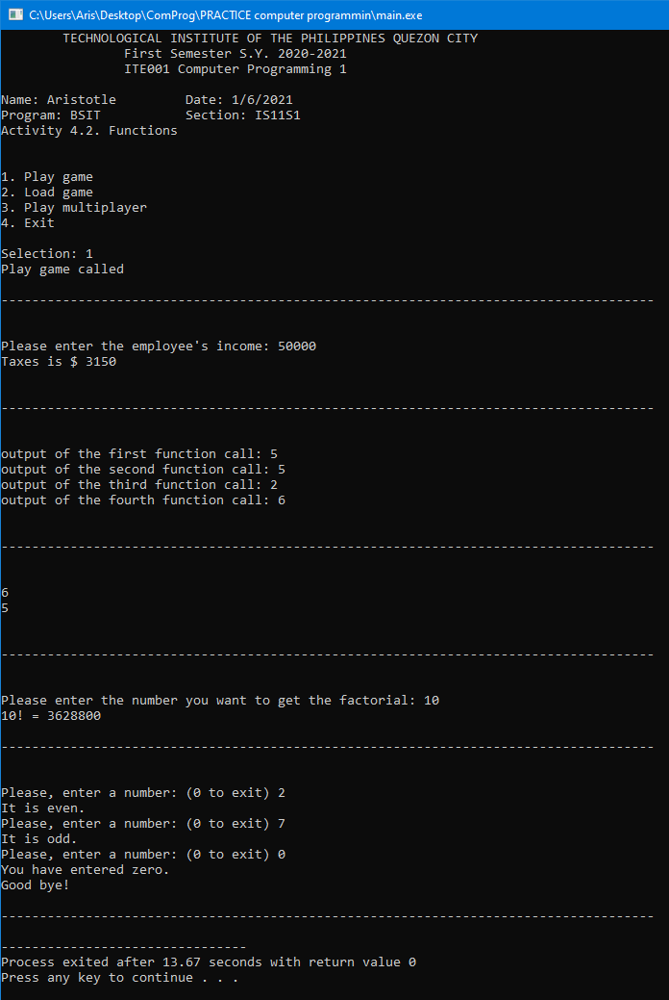 C:\Users\Aris\Desktop\ComProg\PRACTICE computer programmin\main.exe
TECHNOLOGICAL INSTITUTE OF THE PHILIPPINES QUEZON CITY
First Semester S.Y. 2020-2021
ITE001 Computer Programming 1
Name: Aristotle Date: 1/6/2021
Program: BSIT Section: IS11S1
Activity 4.2. Functions
1. Play game
2. Load game
3. Play multiplayer
4. Exit
Selection: 1
Play game called
-------------------------------------------------------------------------------------
Please enter the employee's income: 50000
Taxes is $ 3150
-------------------------------------------------------------------------------------
output of the first function call: 5
output of the second function call: 5
output of the third function call: 2
output of the fourth function call: 6
-------------------------------------------------------------------------------------
6
5
-------------------------------------------------------------------------------------
Please enter the number you want to get the factorial: 10
10! = 3628800
-------------------------------------------------------------------------------------
Please, enter a number: (0 to exit) 2
It is even.
Please, enter a number: (0 to exit) 7
It is odd.
Please, enter a number: (0 to exit) 0
You have entered zero.
Good bye!
-------------------------------------------------------------------------------------
--------------------------------
Process exited after 13.67 seconds with return value 0
Press any key to continue . . .